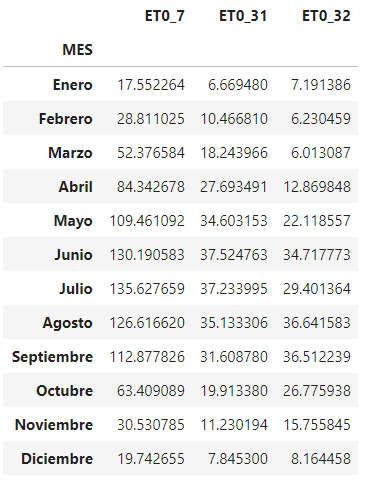 ET0_7 ET0_31 ET0_32
MES
Enero 17.552264 6.669480 7.191386
Febrero 28.811025 10.466810 6.230459
Marzo 52.376584 18.243966 6.013087
Abril 84.342678 27.693491 12.869848
Mayo 109.461092 34.603153 22.118557
Junio 130.190583 37.524763 34.717773
Julio 135.627659 37.233995 29.401364
Agosto 126.616620 35.133306 36.641583
Septiembre 112.877826 31.608780 36.512239
Octubre 63.409089 19.913380 26.775938
Noviembre 30.530785 11.230194 15.755845
Diciembre 19.742655 7.845300 8.164458